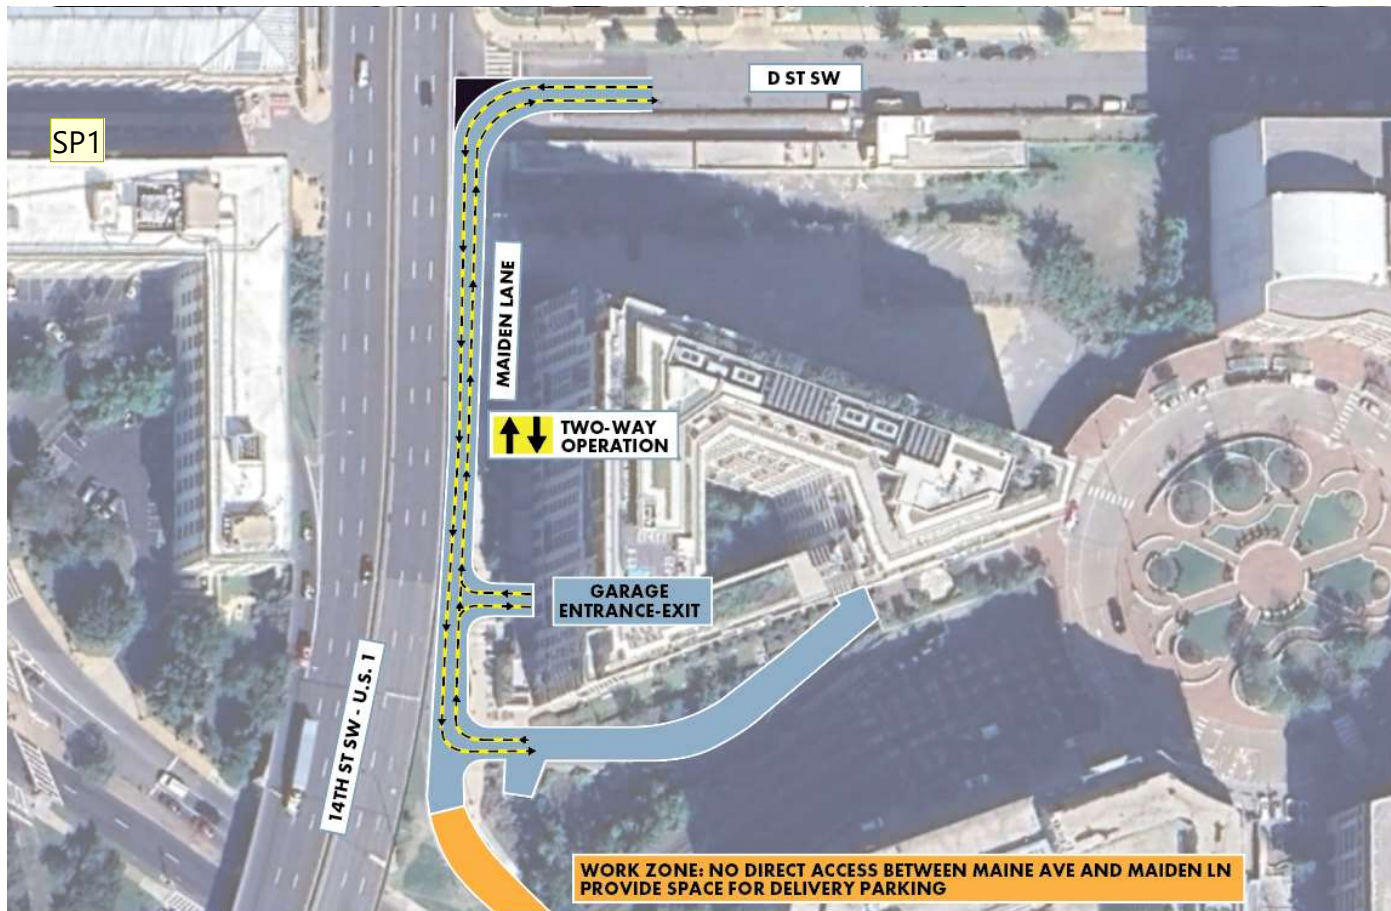 D ST SW
SP1
MAIDEN LANE
TWO-WAY
OPERATION
GARAGE
ENTRANCE-EXIT
14TH ST SW - U.S. 1
WORK ZONE: NO DIRECT ACCESS BETWEEN MAINE AVE AND MAIDEN LN
PROVIDE SPACE FOR DELIVERY PARKING